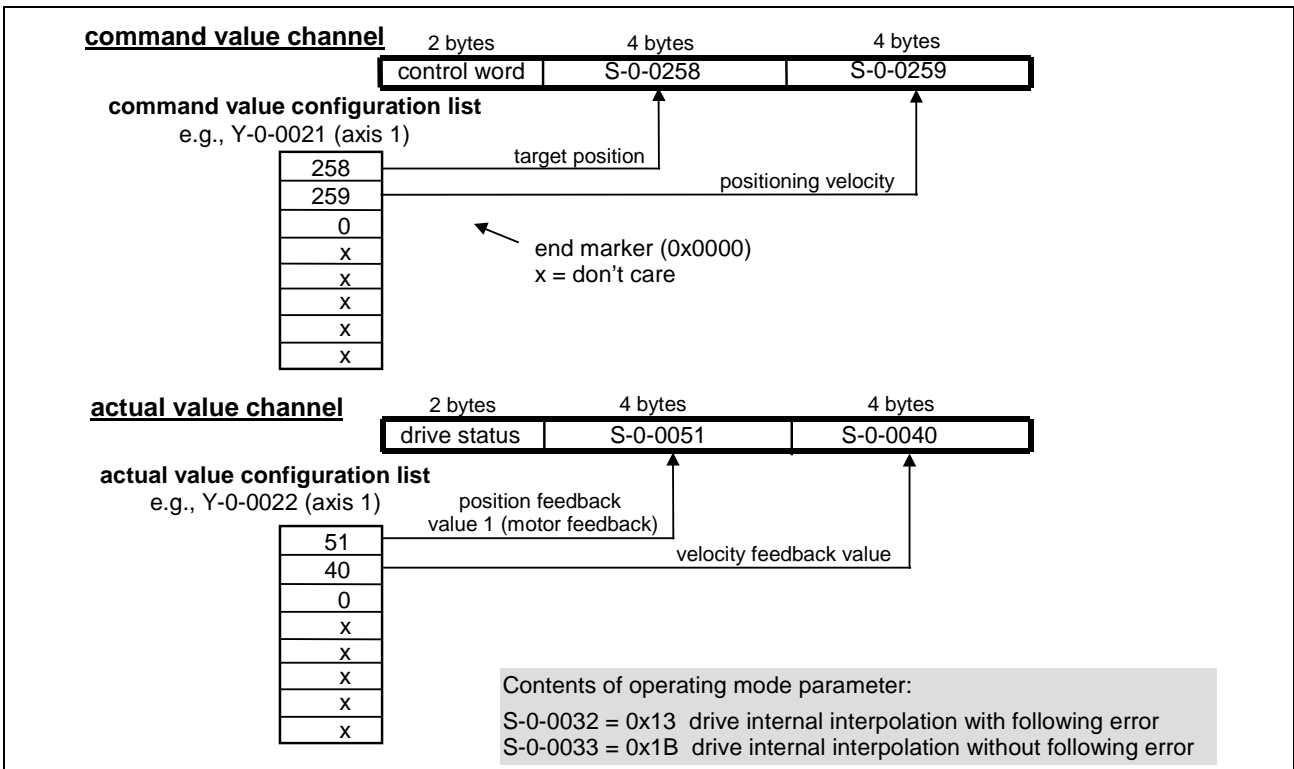 command value channel
2 bytes 4 bytes 4 bytes
control word S-0-0258 S-0-0259
command value configuration list
e.g., Y-0-0021 (axis 1)
target position
258
positioning velocity
259
0
end marker (0x0000)
x
x = don't care
x
x
x
x
actual value channel
2 bytes 4 bytes 4 bytes
drive status S-0-0051 S-0-0040
actual value configuration list
e.g., Y-0-0022 (axis 1)
position feedback
value 1 (motor feedback)
51
velocity feedback value
40
0
x
x
x
x
x
Contents of operating mode parameter:
S-0-0032 = 0x13 drive internal interpolation with following error
S-0-0033 = 0x1B drive internal interpolation without following error